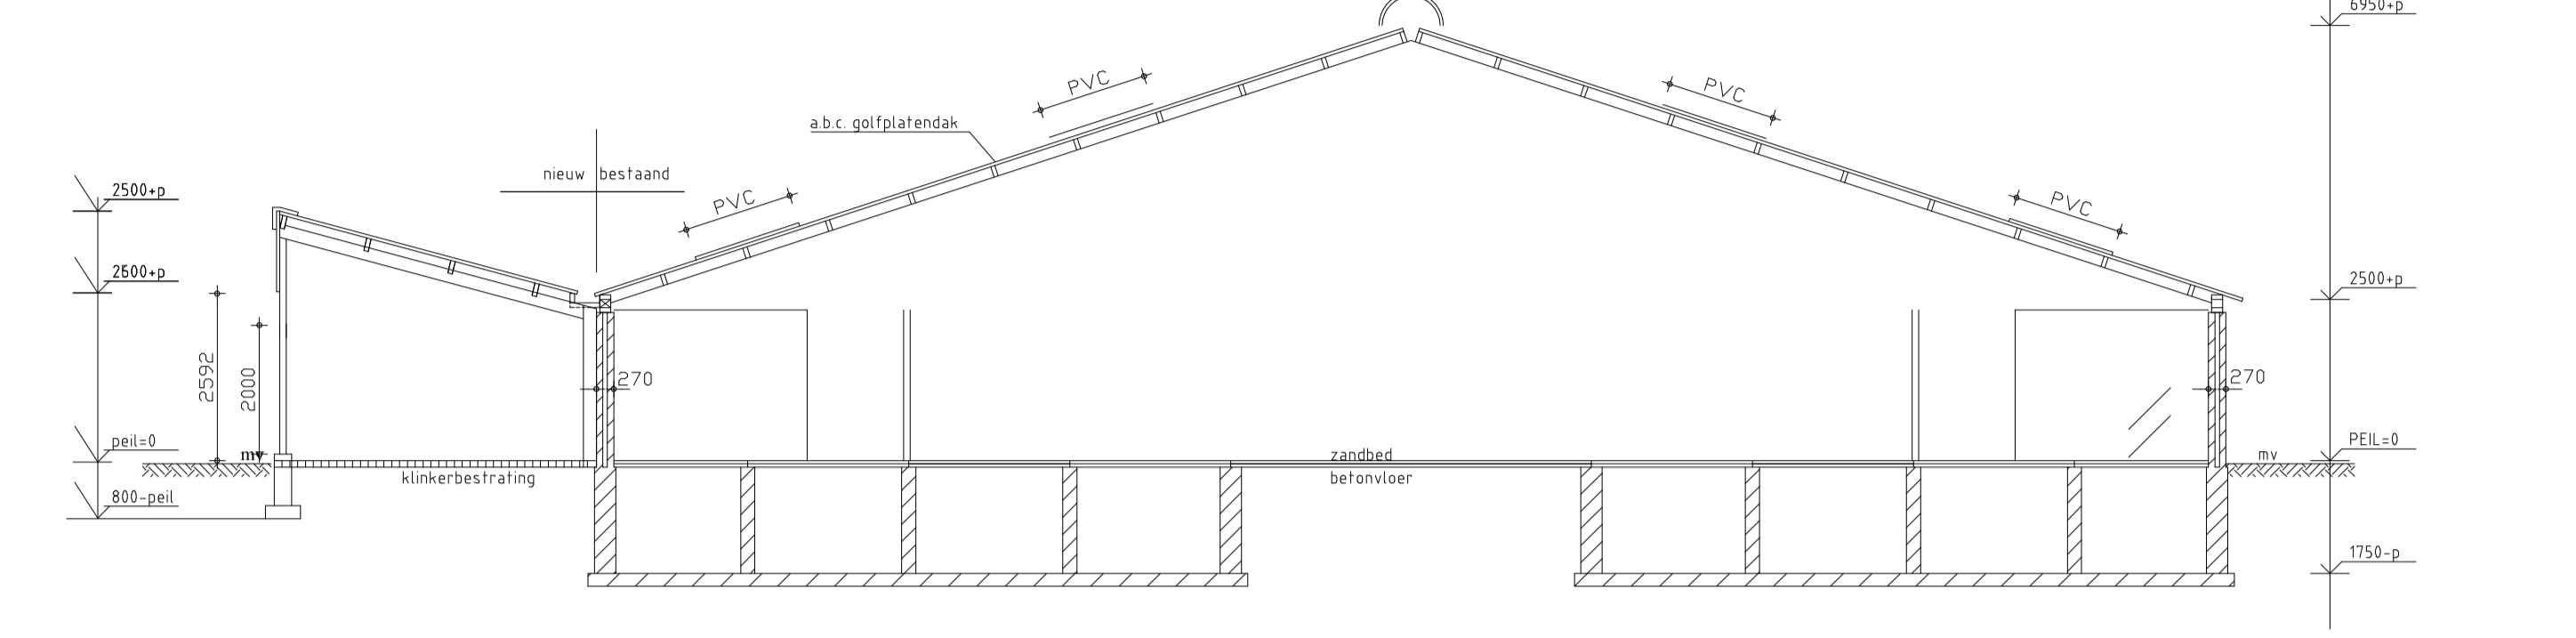 6950+p
PVC
PVC
a.b.c. golfplatendak
nieuw bestaand
2500+p
PVC
PVC
2500+p
2592
2000
270
270
peil=0
mv
zandbed
PEIL=0
mv
klinkerbestrating
betonvloer
800-peil
1750-p